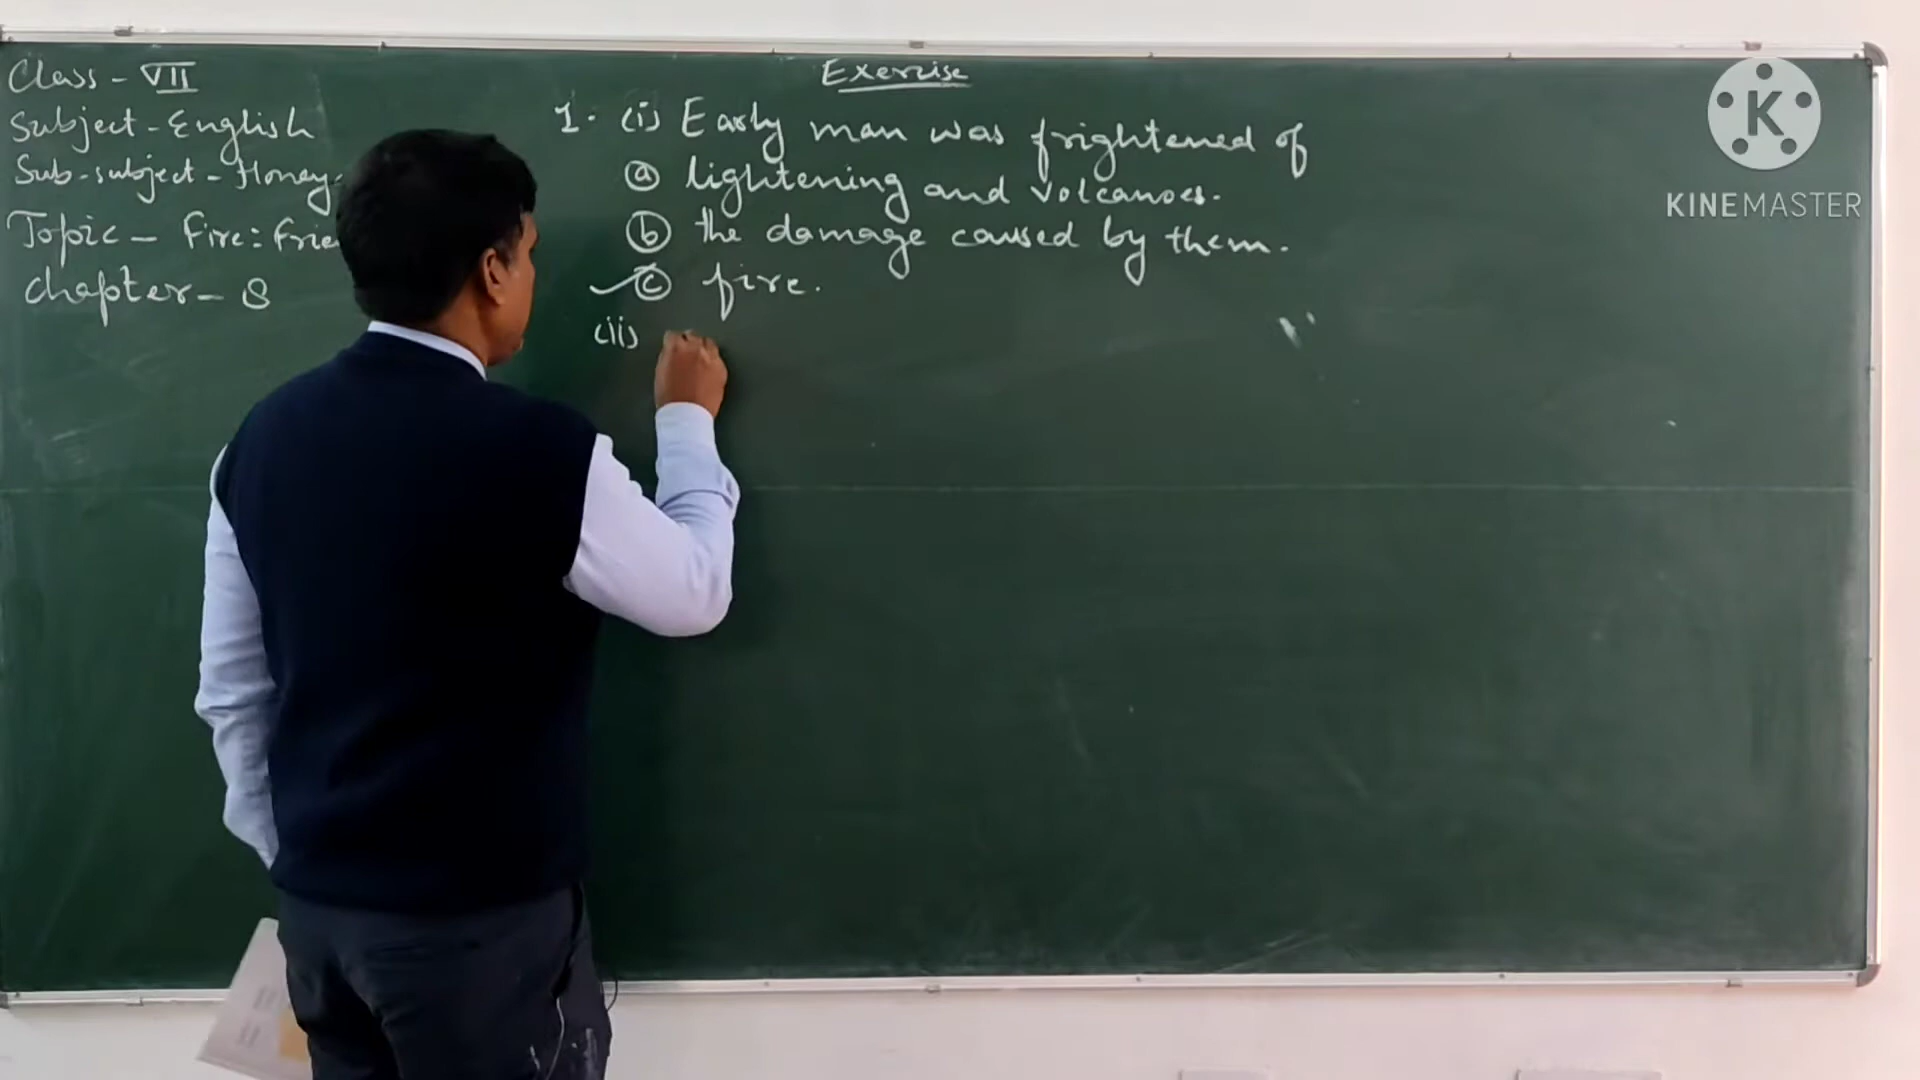 Class - VII
Subject - English
Sub-subject - Honey
Topic - Fire: Frie
Chapter - 8
Exercise
1. (i) Early man was frightened of
(a) lightening and volcanoes.
(b) the damage caused by them.
(c) fire.
(ii)
K
KINEMASTER